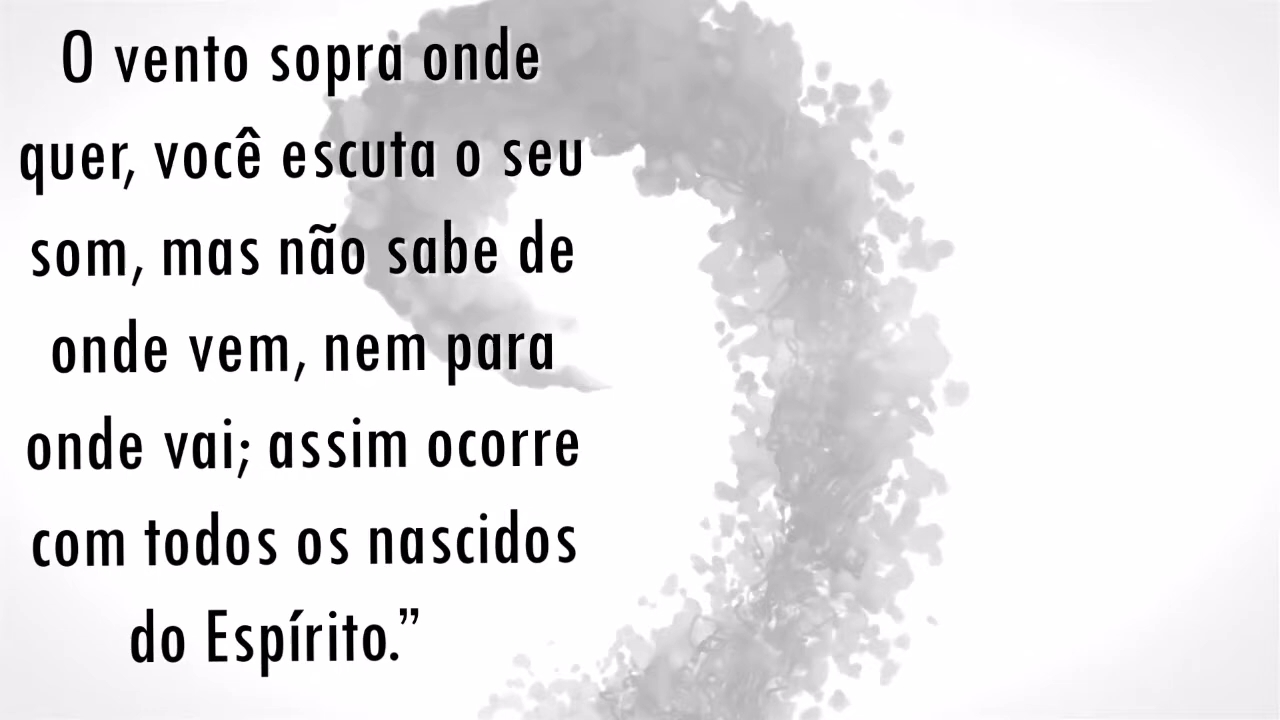 O vento sopra onde
quer, você escuta o seu
som, mas não sabe de
onde vem, nem para
onde vai; assim ocorre
com todos os nascidos
do Espírito.”